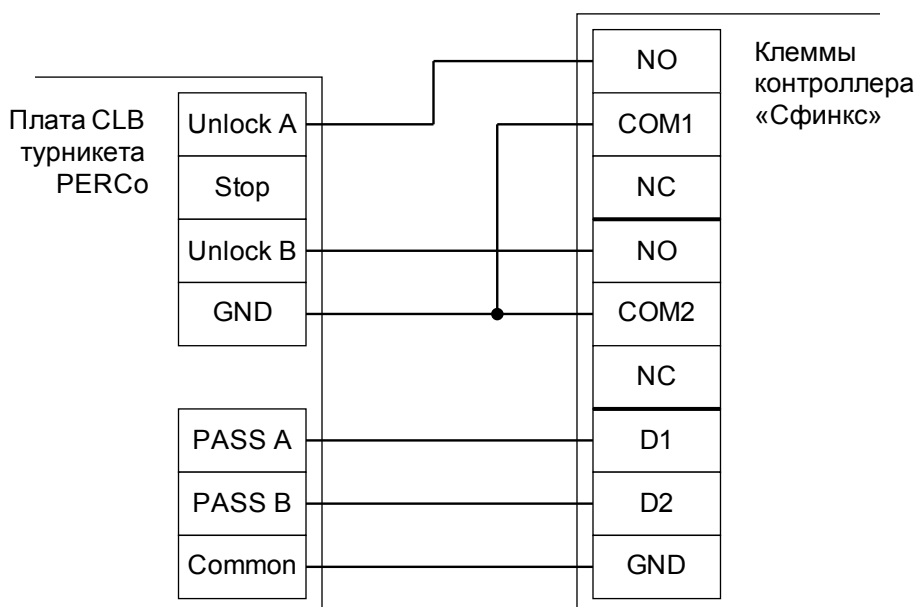 Плата CLB
турникета
PERCo
Unlock A
Stop
Unlock B
GND
PASS A
PASS B
Common
NO
COM1
NC
NO
COM2
NC
D1
D2
GND
Клеммы
контроллера
«Сфинкс»